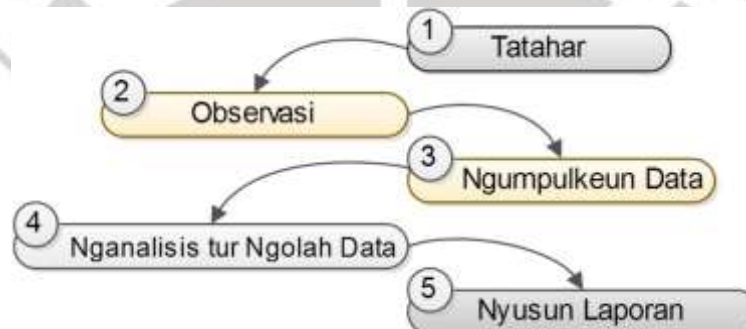 1 Tatahar
2 Observasi
3 Ngumpulkeun Data
4 Nganalisis tur Ngolah Data
5 Nyusun Laporan